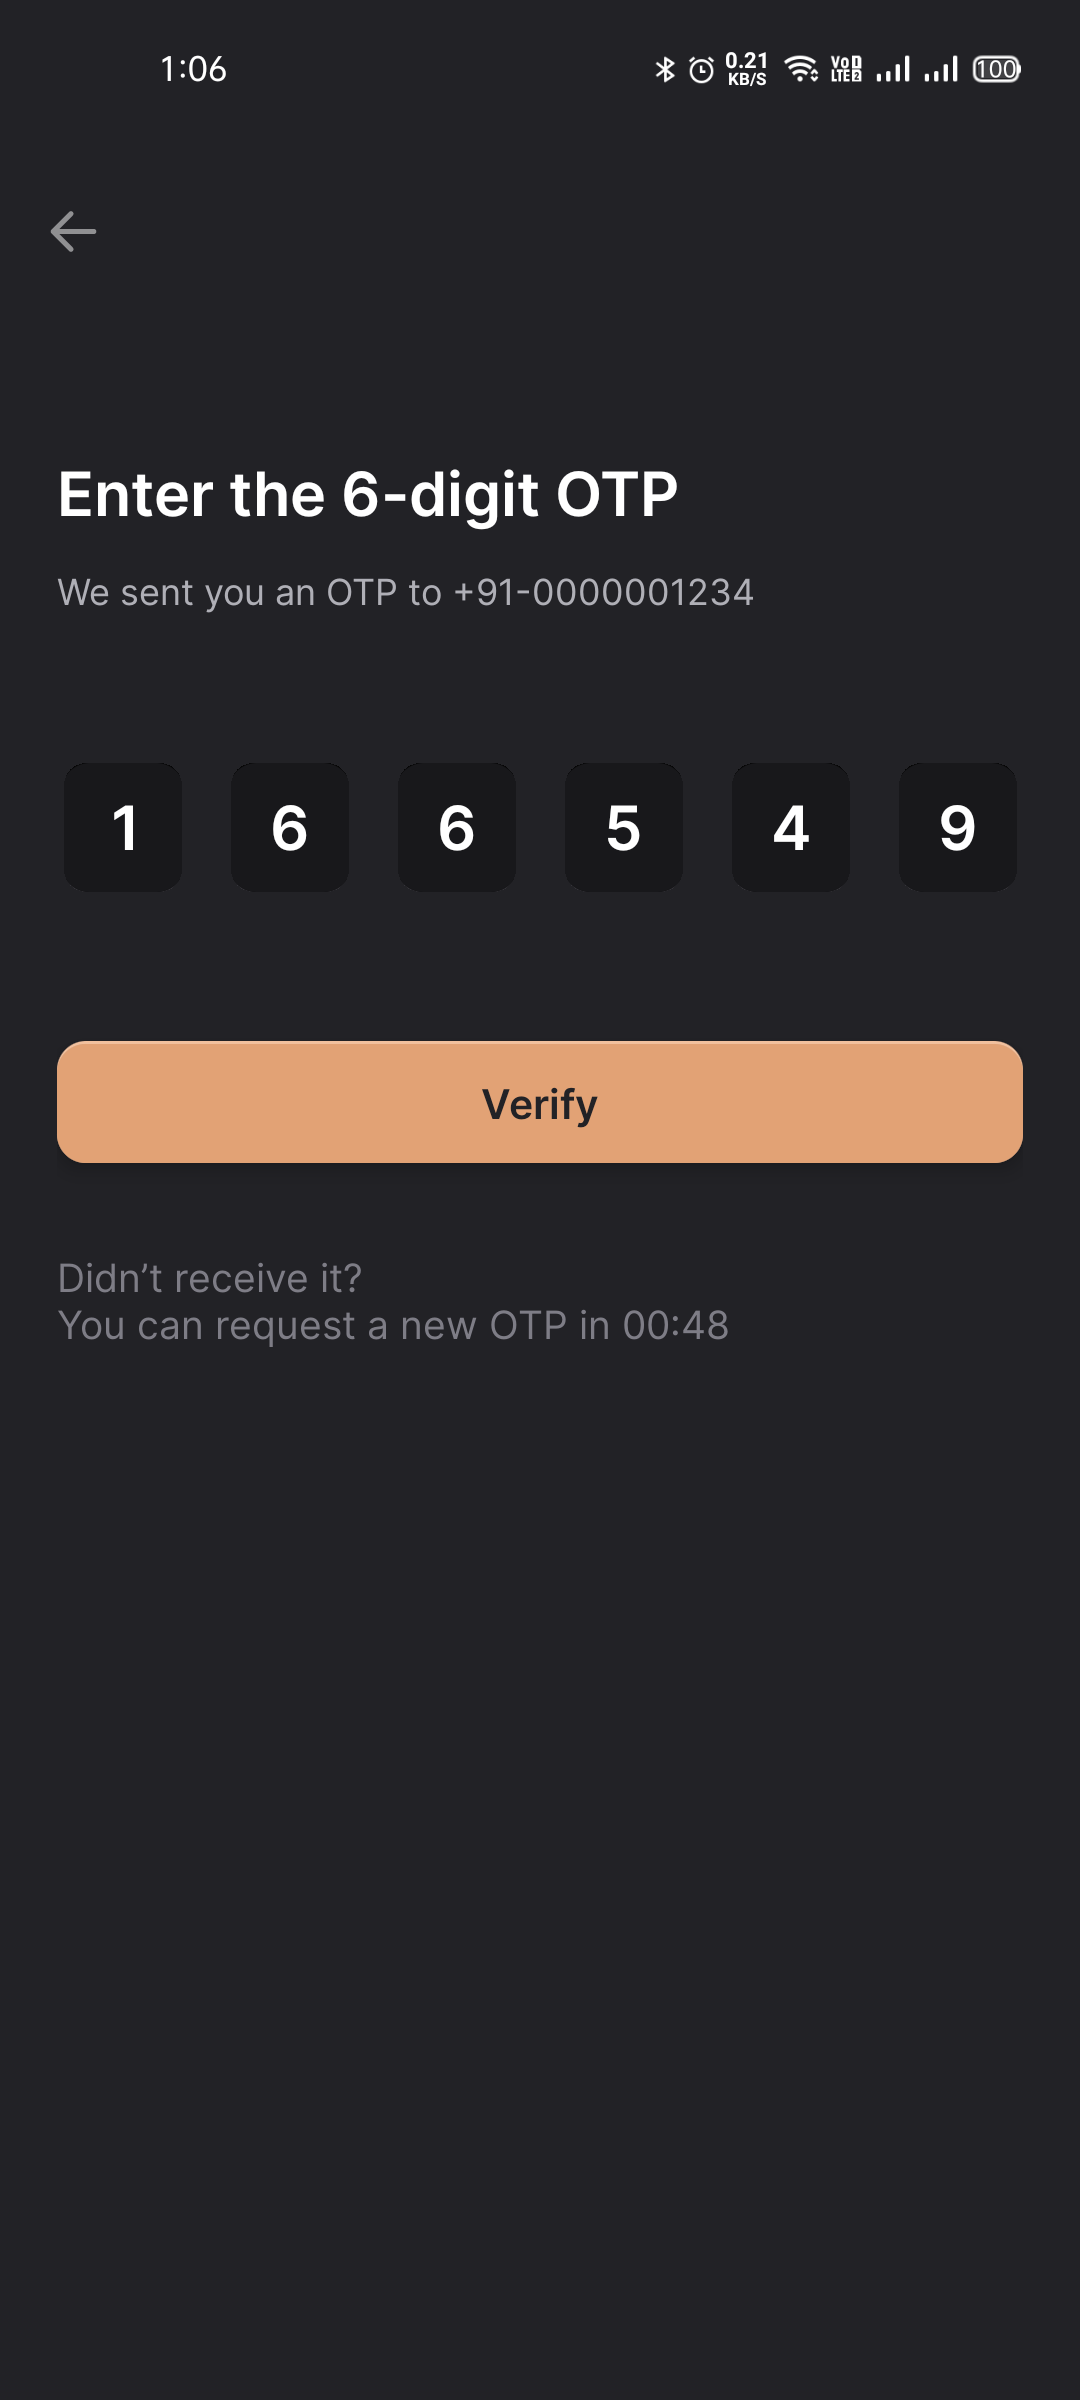 1:06 0.21 KB/S Vo 1 LTE 2 100
Enter the 6-digit OTP
We sent you an OTP to +91-0000001234
1 6 6 5 4 9
Verify
Didn’t receive it?
You can request a new OTP in 00:48